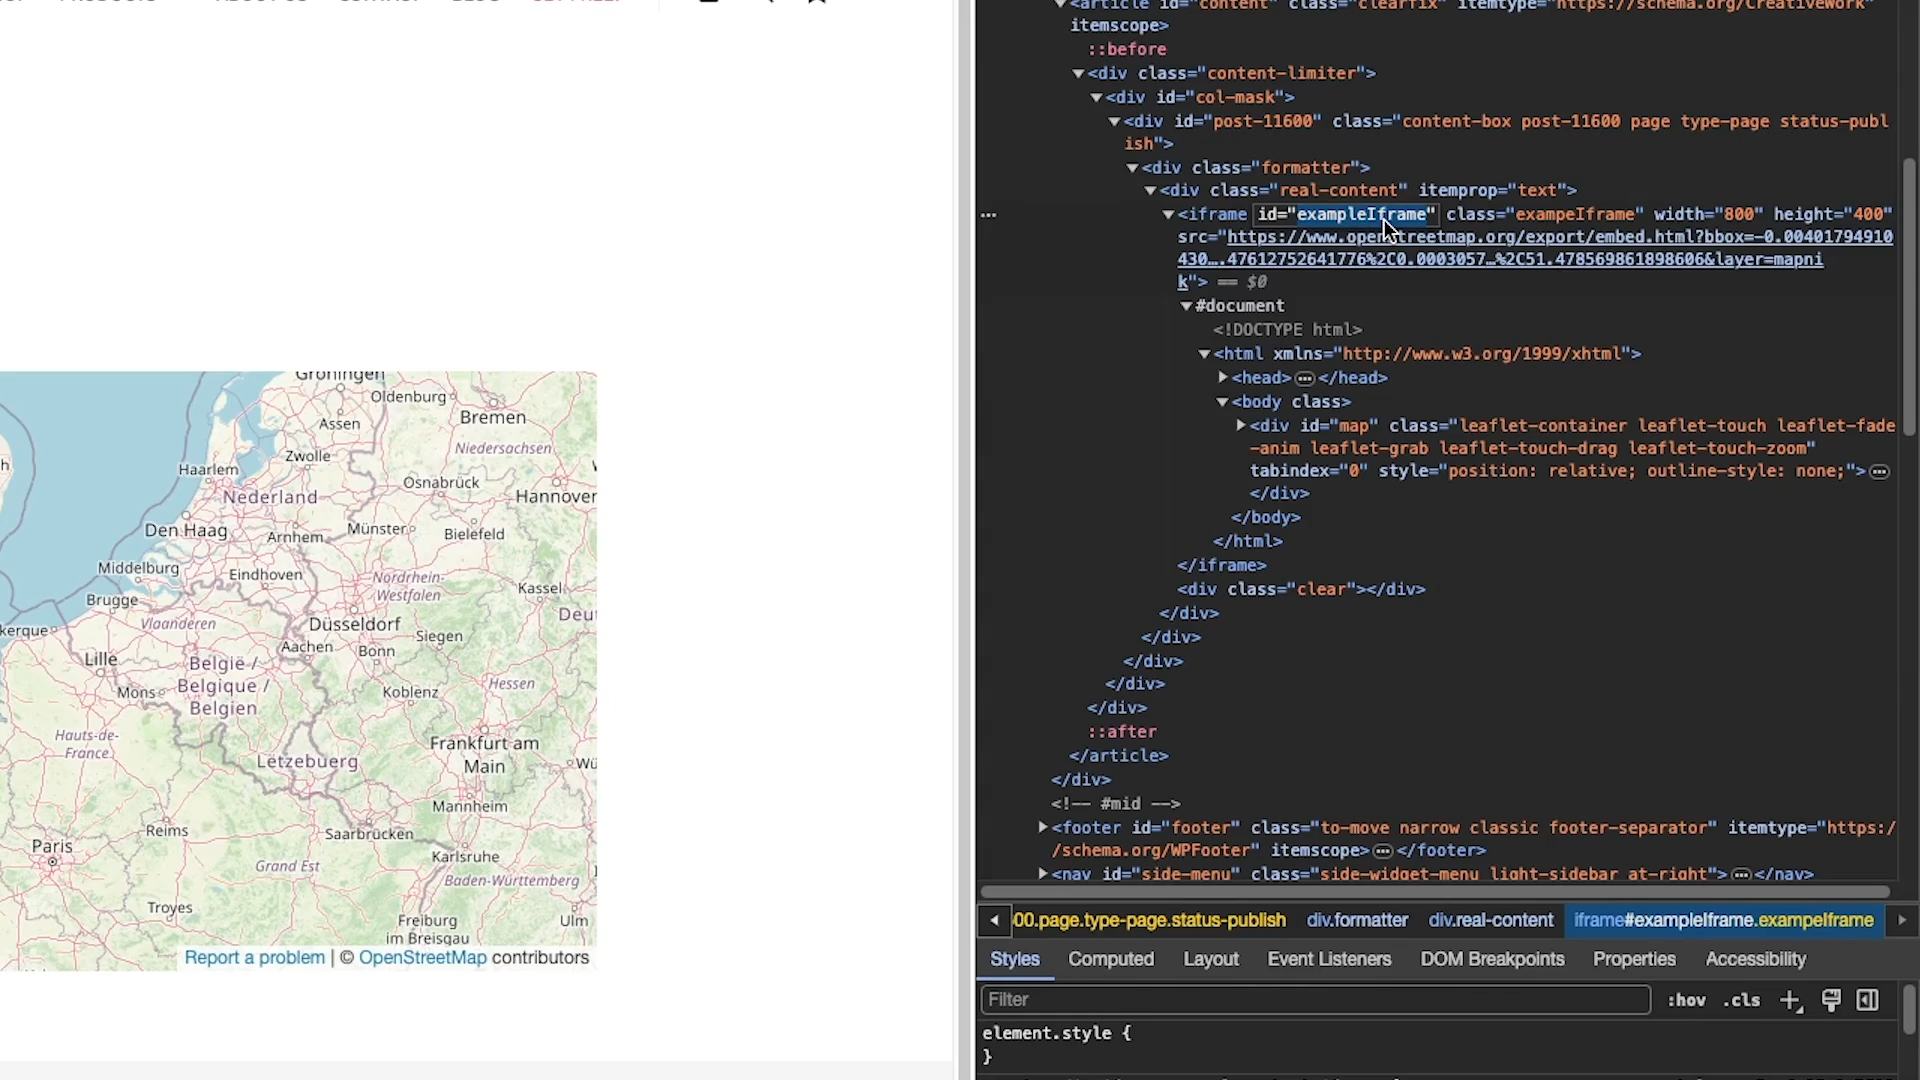 <article id="content" class="clearfix" itemtype="https://schema.org/CreativeWork"
itemscope>
::before
<div class="content-limiter">
<div id="col-mask">
<div id="post-11600" class="content-box post-11600 page type-page status-publ
ish">
<div class="formatter">
<div class="real-content" itemprop="text">
<iframe id="exampleIframe" class="exampeIframe" width="800" height="400"
src="https://www.openstreetmap.org/export/embed.html?bbox=-0.00401794910
430….47612752641776%2C0.0003057…%2C51.478569861898606&layer=mapni
k"> == $0
#document
<!DOCTYPE html>
<html xmlns="http://www.w3.org/1999/xhtml">
<head>…</head>
<body class>
<div id="map" class="leaflet-container leaflet-touch leaflet-fade
-anim leaflet-grab leaflet-touch-drag leaflet-touch-zoom"
tabindex="0" style="position: relative; outline-style: none;">…
</div>
</body>
</html>
</iframe>
<div class="clear"></div>
</div>
</div>
</div>
</div>
</div>
::after
</article>
</div>
<!-- #mid -->
<footer id="footer" class="to-move narrow classic footer-separator" itemtype="https:/
/schema.org/WPFooter" itemscope>…</footer>
<nav id="side-menu" class="side-widget-menu light-sidebar at-right">…</nav>
00.page.type-page.status-publish div.formatter div.real-content iframe#exampleIframe.exampeIframe
Styles Computed Layout Event Listeners DOM Breakpoints Properties Accessibility
Filter :hov .cls
element.style {
}
Groningen
Oldenburg
Bremen
Assen
Niedersachsen
Zwolle
Haarlem
Osnabrück
Nederland
Hannover
Den Haag
Münster
Bielefeld
Arnhem
Middelburg
Eindhoven
Nordrhein-
Westfalen
Kassel
Brugge
Deu
Vlaanderen
Düsseldorf
kerque
Siegen
Aachen
Bonn
Lille
België /
Belgique /
Belgien
Mons
Koblenz
Hessen
Hauts-de-
France
Frankfurt am
Main
Lëtzebuerg
Wü
Mannheim
Reims
Saarbrücken
Paris
Karlsruhe
Grand Est
Baden-Württemberg
Troyes
Freiburg
im Breisgau
Ulm
Report a problem | © OpenStreetMap contributors